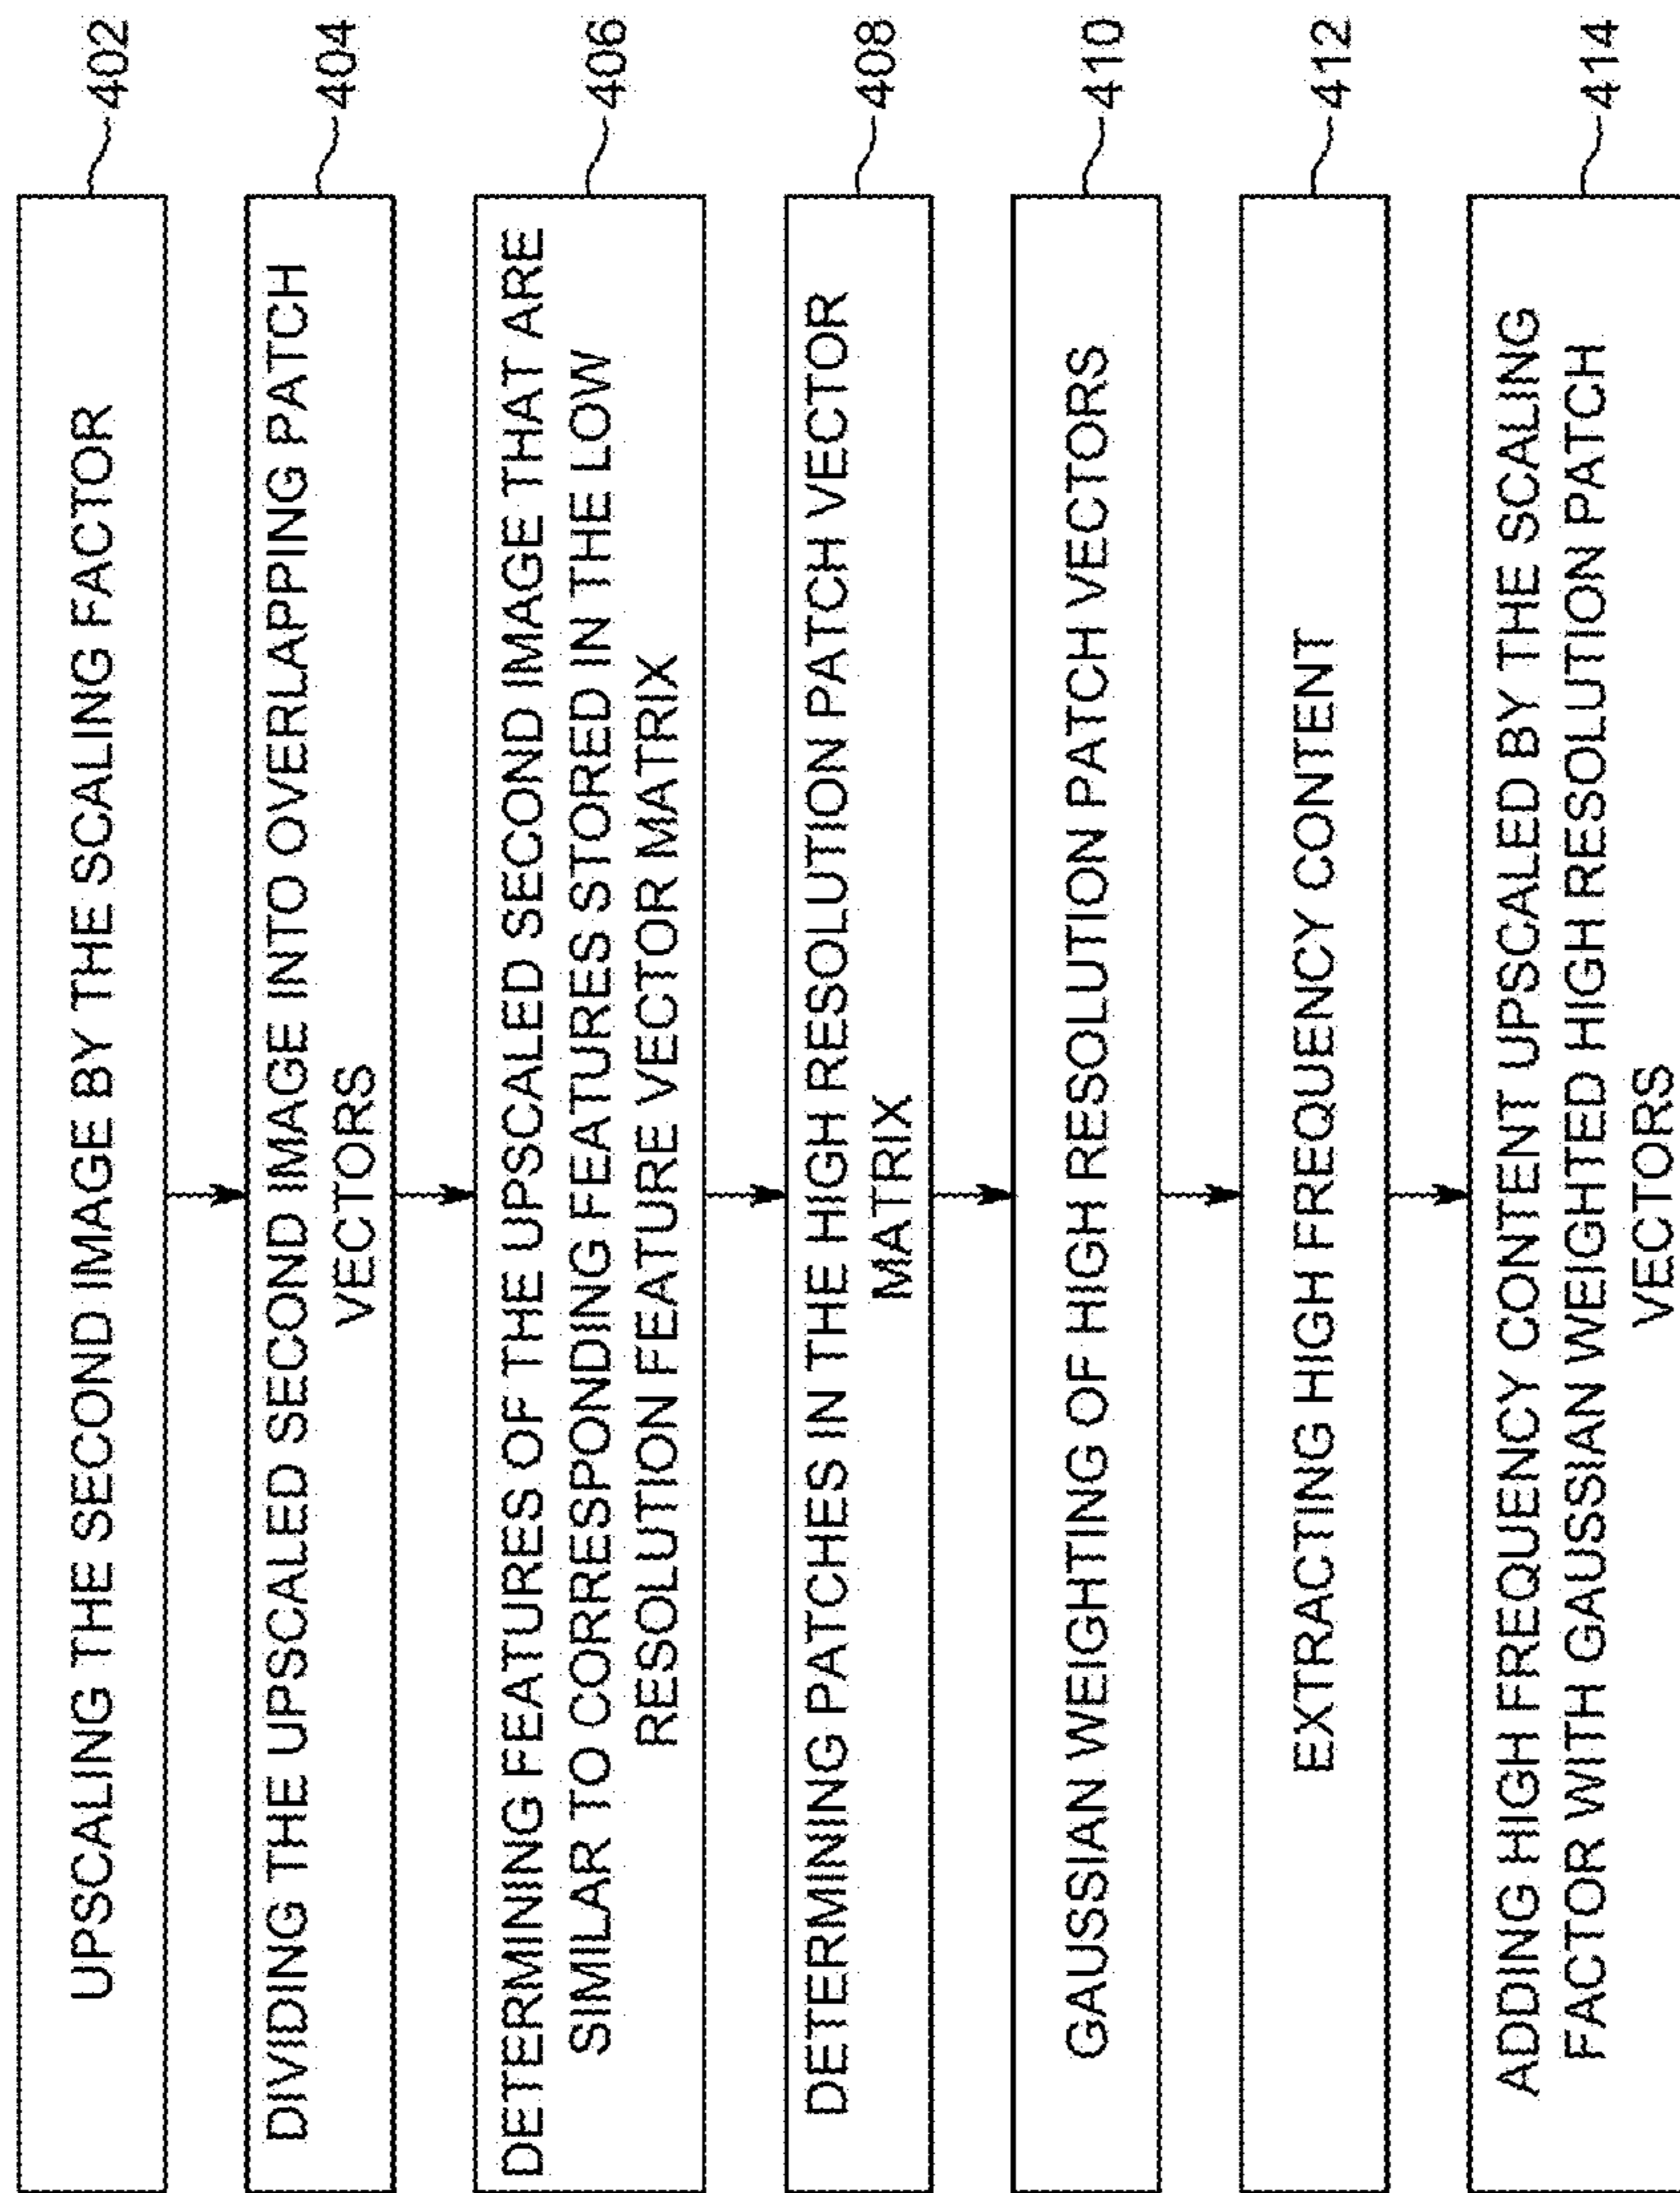 UPSCALING THE SECOND IMAGE BY THE SCALING FACTOR
402
DIVIDING THE UPSCALED SECOND IMAGE INTO OVERLAPPING PATCH
VECTORS
404
DETERMINING FEATURES OF THE UPSCALED SECOND IMAGE THAT ARE
SIMILAR TO CORRESPONDING FEATURES STORED IN THE LOW
RESOLUTION FEATURE VECTOR MATRIX
406
DETERMINING PATCHES IN THE HIGH RESOLUTION PATCH VECTOR
MATRIX
408
GAUSSIAN WEIGHTING OF HIGH RESOLUTION PATCH VECTORS
410
EXTRACTING HIGH FREQUENCY CONTENT
412
ADDING HIGH FREQUENCY CONTENT UPSCALED BY THE SCALING
FACTOR WITH GAUSSIAN WEIGHTED HIGH RESOLUTION PATCH
VECTORS
414